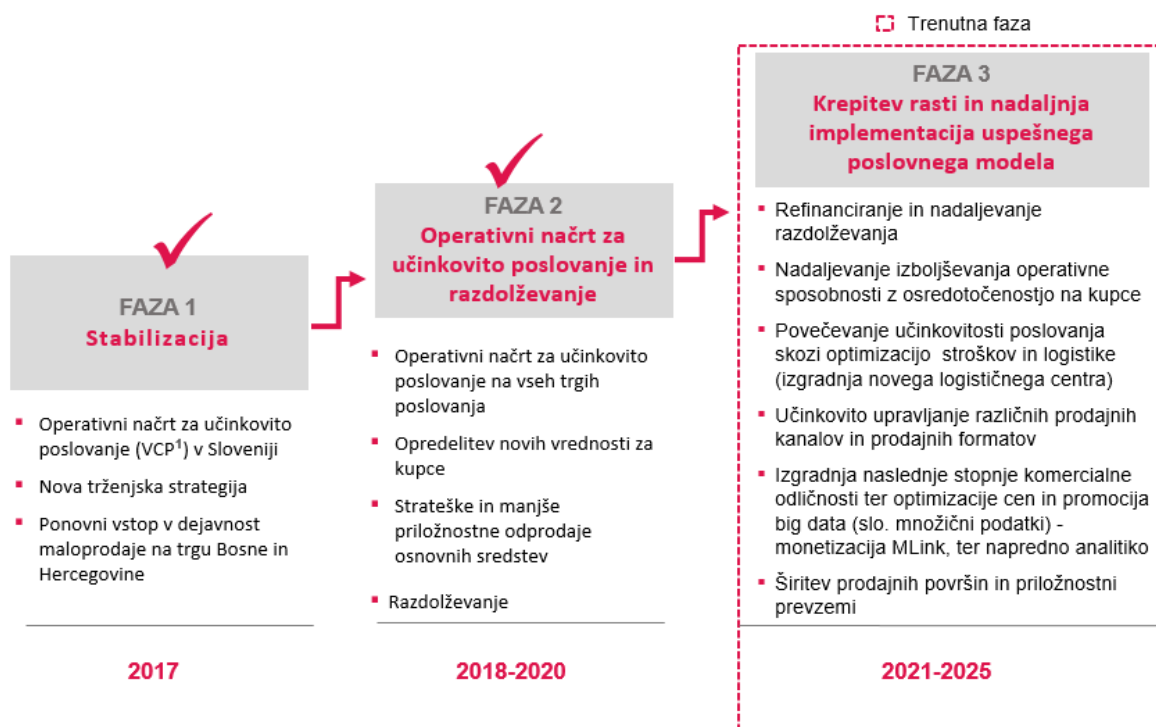 Trenutna faza
FAZA 1
Stabilizacija
Operativni načrt za učinkovito
poslovanje (VCP¹) v Sloveniji
Nova trženjska strategija
Ponovni vstop v dejavnost
maloprodaje na trgu Bosne in
Hercegovine
2017
FAZA 2
Operativni načrt za
učinkovito poslovanje in
razdolževanje
Operativni načrt za učinkovito
poslovanje na vseh trgih
poslovanja
Opredelitev novih vrednosti za
kupce
Strateške in manjše
priložnostne odprodaje
osnovnih sredstev
Razdolževanje
2018-2020
FAZA 3
Krepitev rasti in nadaljnja
implementacija uspešnega
poslovnega modela
Refinanciranje in nadaljevanje
razdolževanja
Nadaljevanje izboljševanja operativne
sposobnosti z osredotočenostjo na kupce
Povečevanje učinkovitosti poslovanja
skozi optimizacijo stroškov in logistike
(izgradnja novega logističnega centra)
Učinkovito upravljanje različnih prodajnih
kanalov in prodajnih formatov
Izgradnja naslednje stopnje komercialne
odličnosti ter optimizacije cen in promocija
big data (slo. množični podatki) -
monetizacija MLink, ter napredno analitiko
Širitev prodajnih površin in priložnostni
prevzemi
2021-2025